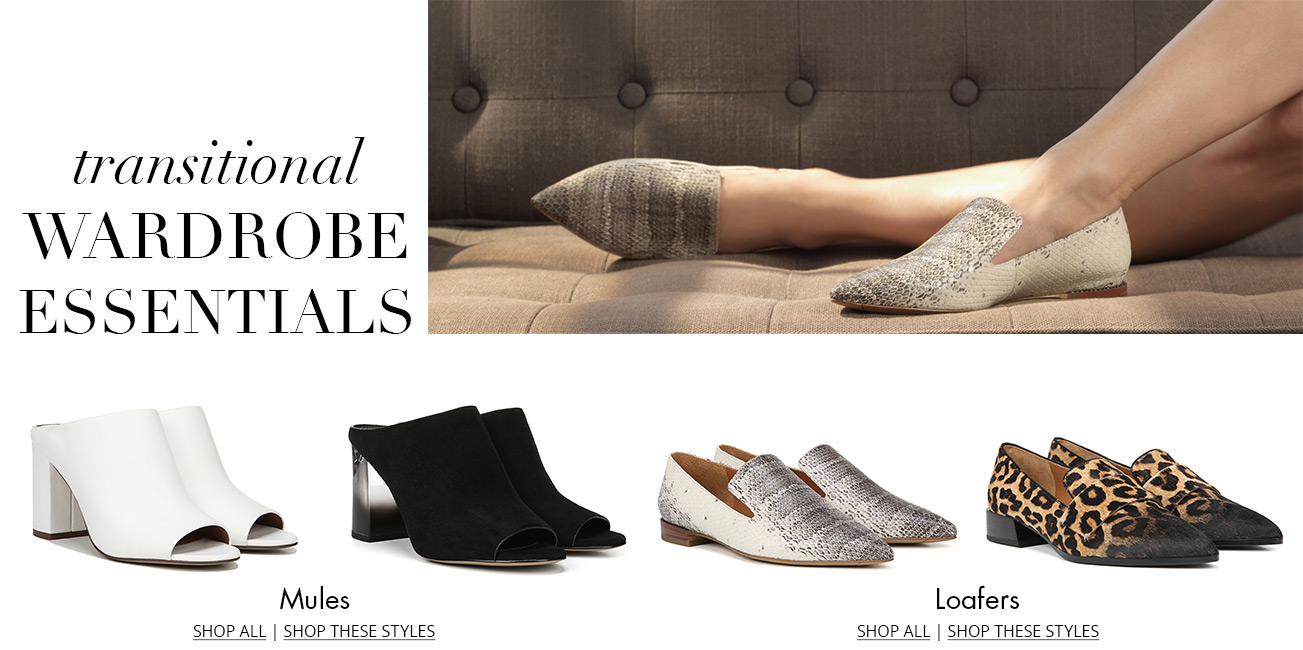 transitional
WARDROBE
ESSENTIALS
Mules
SHOP ALL | SHOP THESE STYLES
Loafers
SHOP ALL | SHOP THESE STYLES